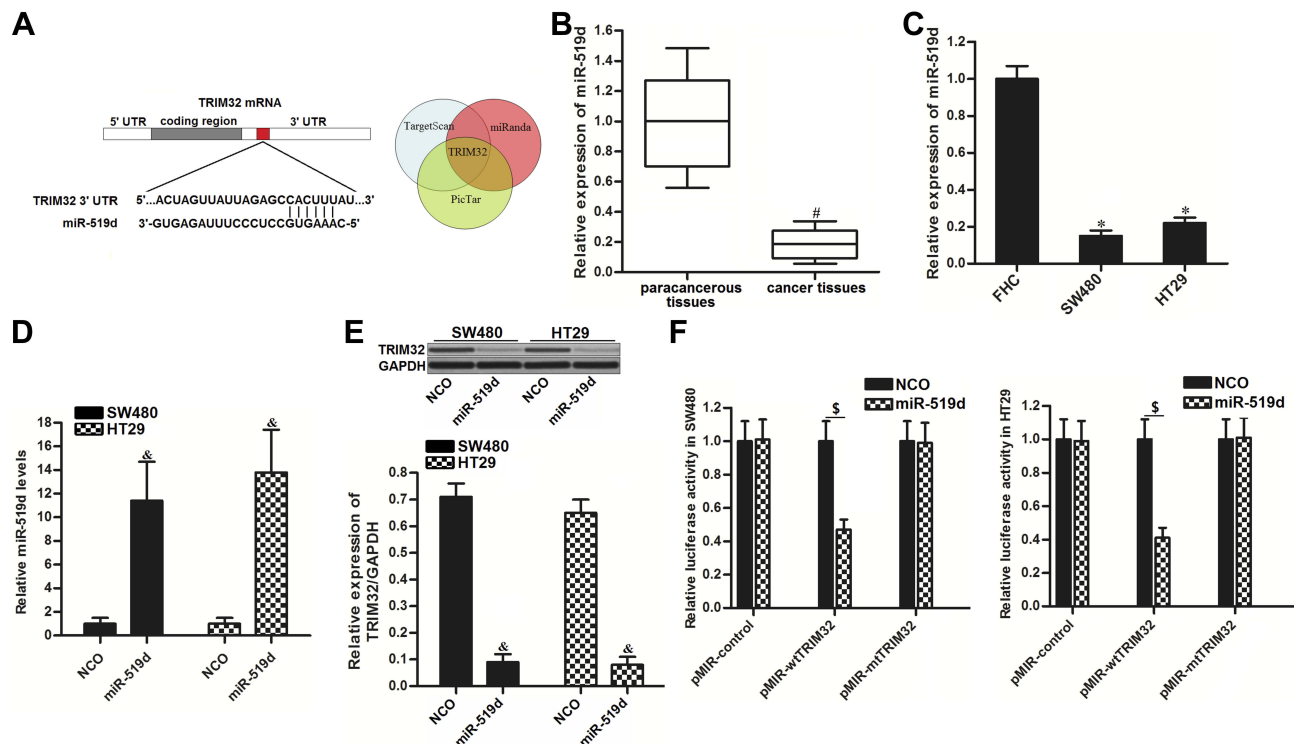 A
TRIM32 mRNA
5' UTR coding region 3' UTR
TRIM32 3' UTR 5'...ACUAGUUAUUAGAGCCACUUUAU...3'
miR-519d 3'-GUGAGAUUUCCCUCCGUGAAAC-5'
TargetScan miRanda
TRIM32
PicTar
B
Relative expression of miR-519d
1.6
1.4
1.2
1.0
0.8
0.6
0.4
0.2
0.0
#
paracancerous tissues
cancer tissues
C
Relative expression of miR-519d
1.2
1.0
0.8
0.6
0.4
0.2
0.0
* *
FHC SW480 HT29
D
SW480
HT29
Relative miR-519d levels
18
16
14
12
10
8
6
4
2
0
& &
NCO miR-519d NCO miR-519d
E
SW480 HT29
TRIM32
GAPDH
NCO miR-519d NCO miR-519d
SW480
HT29
Relative expression of
TRIM32/GAPDH
0.8
0.7
0.6
0.5
0.4
0.3
0.2
0.1
0.0
& &
NCO miR-519d NCO miR-519d
F
NCO
miR-519d
Relative luciferase activity in SW480
1.2
1.0
0.8
0.6
0.4
0.2
0.0
$
pMIR-control pMIR-wtTRIM32 pMIR-mtTRIM32
NCO
miR-519d
Relative luciferase activity in HT29
1.2
1.0
0.8
0.6
0.4
0.2
0.0
$
pMIR-control pMIR-wtTRIM32 pMIR-mtTRIM32